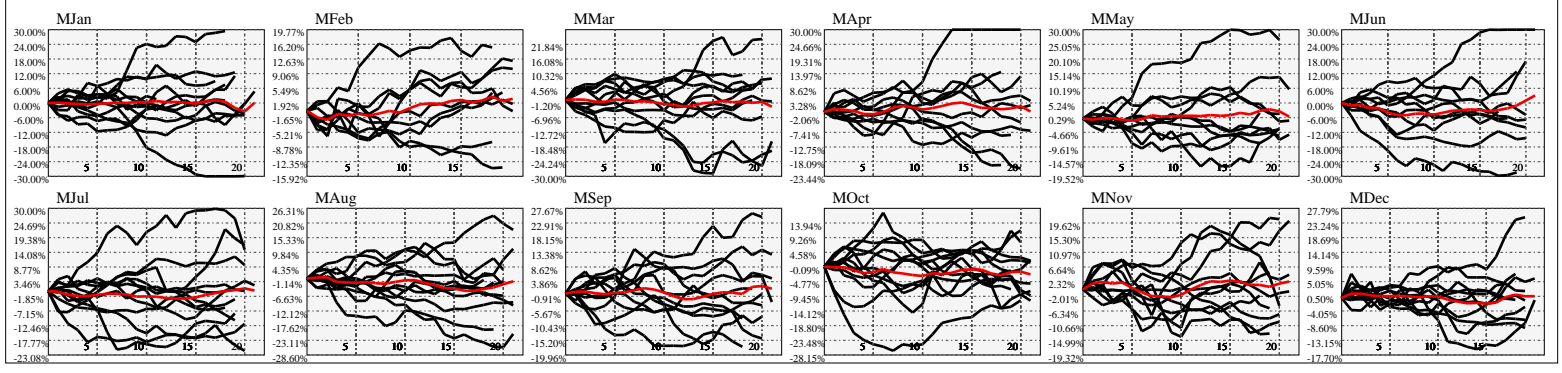 MJan MFeb MMar MApr MMay MJun
30.00% 19.77% 21.84% 30.00% 30.00% 30.00%
24.00% 16.20% 16.08% 24.66% 25.05% 24.00%
18.00% 12.63% 10.32% 19.31% 20.10% 18.00%
12.00% 9.06% 4.56% 13.97% 15.14% 12.00%
6.00% 5.49% -1.20% 8.62% 10.19% 6.00%
0.00% 1.92% -6.96% 3.28% 5.24% 0.00%
-6.00% -1.65% -12.72% -2.06% 0.29% -6.00%
-12.00% -5.21% -18.48% -7.41% -4.66% -12.00%
-18.00% -8.78% -24.24% -12.75% -9.61% -18.00%
-24.00% -12.35% -30.00% -18.09% -14.57% -24.00%
-30.00% -15.92% -23.44% -19.52% -30.00%
5 10 15 20 5 10 15 5 10 15 20 5 10 15 20 5 10 15 20 5 10 15 20
MJul MAug MSep MOct MNov MDec
30.00% 26.31% 27.67% 13.94% 19.62% 27.79%
24.69% 20.82% 22.91% 9.26% 15.30% 23.24%
19.38% 15.33% 18.15% 4.58% 10.97% 18.69%
14.08% 9.84% 13.38% -0.09% 6.64% 14.14%
8.77% 4.35% 8.62% -4.77% 2.32% 9.59%
3.46% -1.14% 3.86% -9.45% -2.01% 5.05%
-1.85% -6.63% -0.91% -14.12% -6.34% 0.50%
-7.15% -12.12% -5.67% -18.80% -10.66% -4.05%
-12.46% -17.62% -10.43% -23.48% -14.99% -8.60%
-17.77% -23.11% -15.20% -28.15% -19.32% -13.15%
-23.08% -28.60% -19.96% -17.70%
5 10 15 20 5 10 15 20 5 10 15 20 5 10 15 20 5 10 15 20 5 10 15